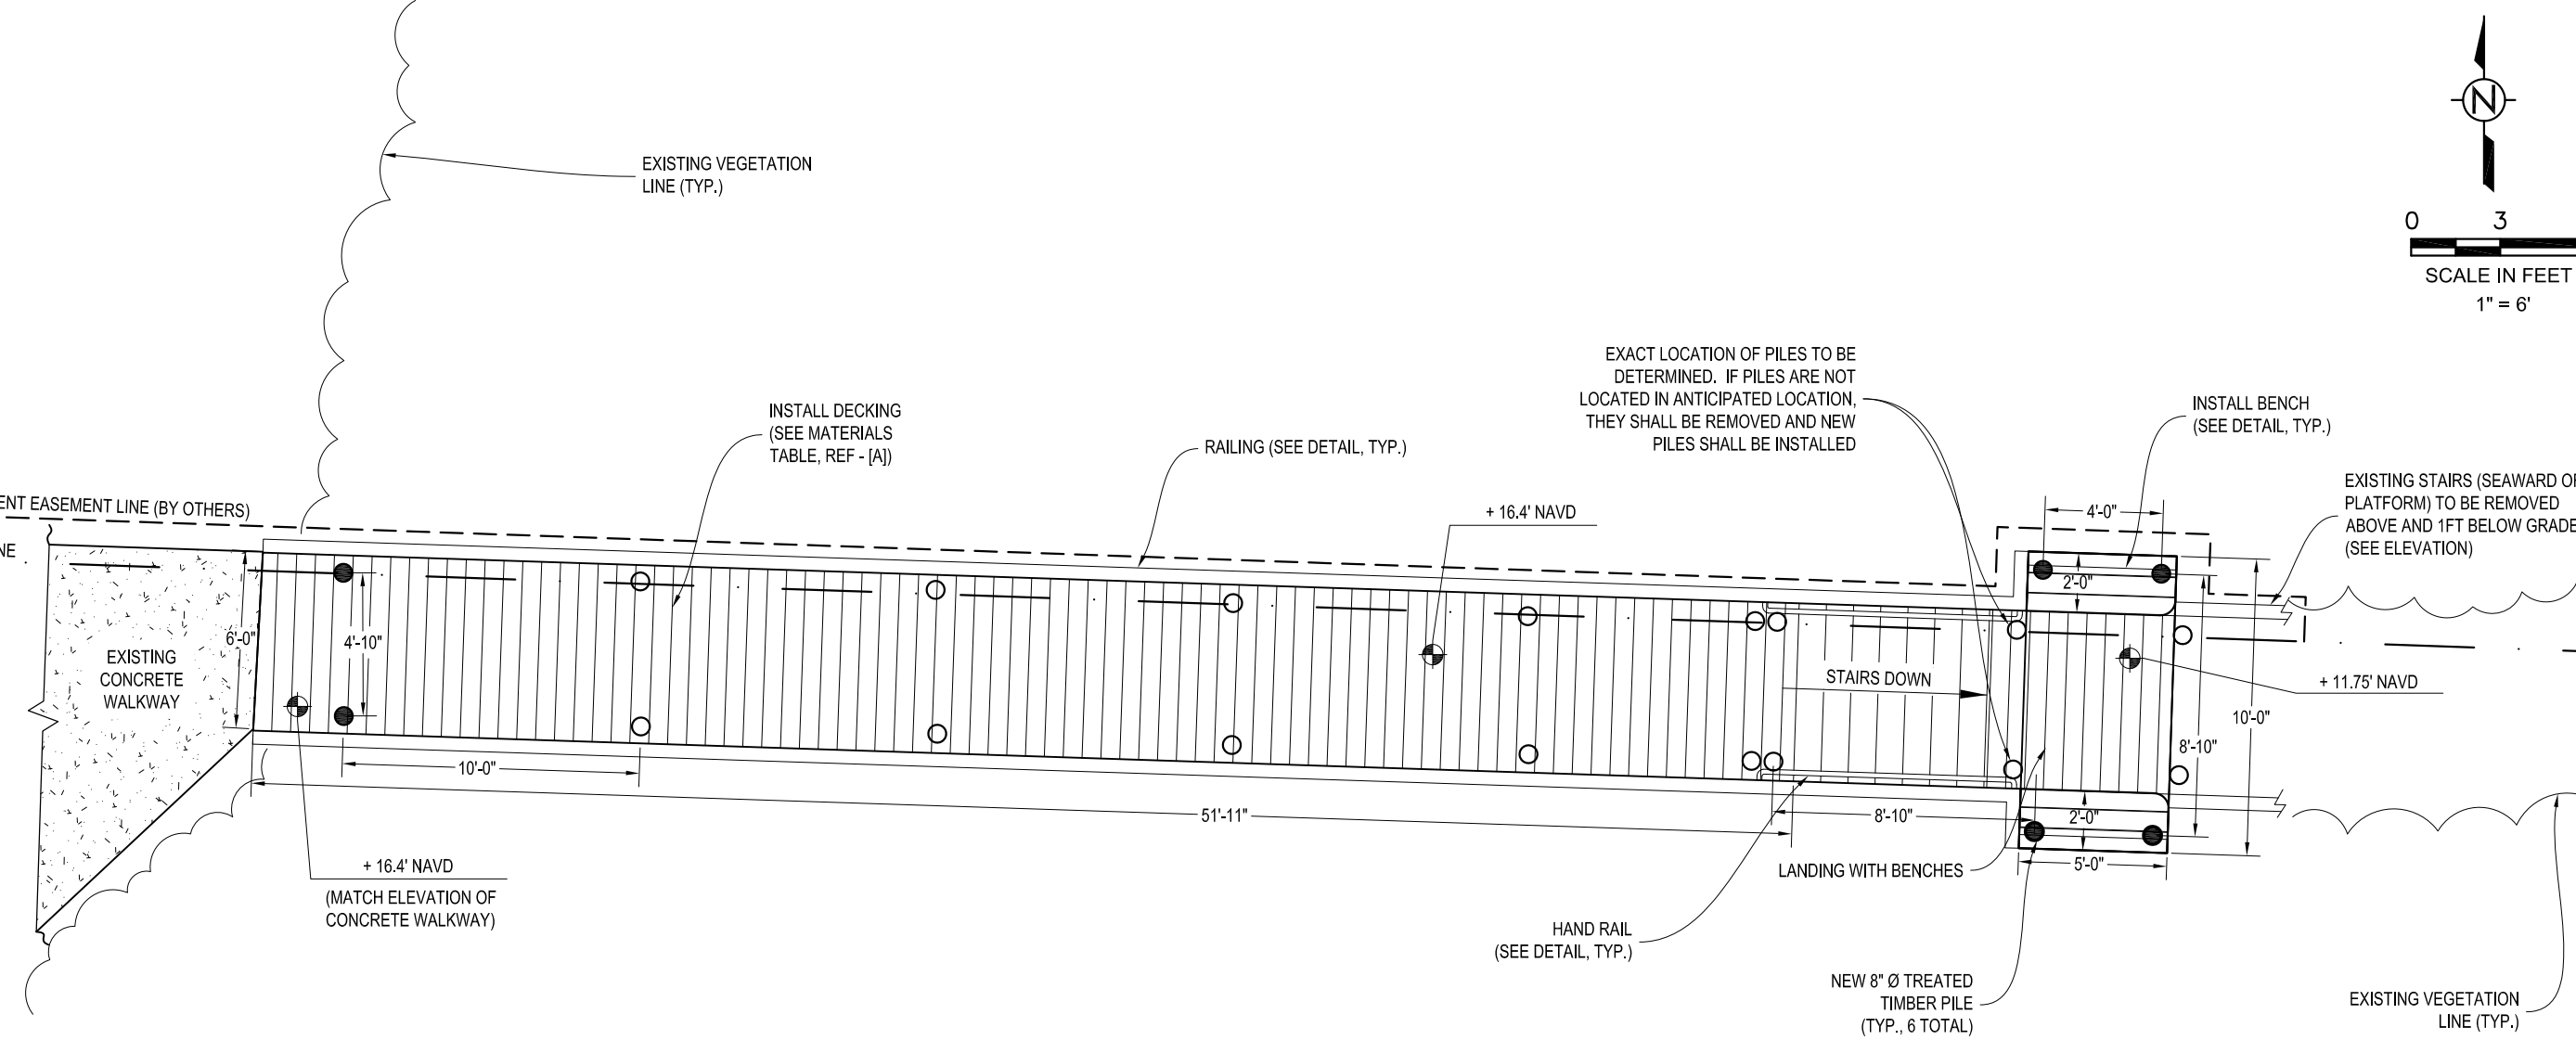 N
0 3
SCALE IN FEET
1" = 6'
EXISTING VEGETATION
LINE (TYP.)
EXACT LOCATION OF PILES TO BE
DETERMINED. IF PILES ARE NOT
LOCATED IN ANTICIPATED LOCATION,
THEY SHALL BE REMOVED AND NEW
PILES SHALL BE INSTALLED
INSTALL DECKING
(SEE MATERIALS
TABLE, REF - [A])
RAILING (SEE DETAIL, TYP.)
INSTALL BENCH
(SEE DETAIL, TYP.)
EXISTING STAIRS (SEAWARD OF
PLATFORM) TO BE REMOVED
ABOVE AND 1FT BELOW GRADE
(SEE ELEVATION)
ENT EASEMENT LINE (BY OTHERS)
NE
+ 16.4' NAVD
4'-0"
2'-0"
6'-0"
4'-10"
EXISTING
CONCRETE
WALKWAY
STAIRS DOWN
+ 11.75' NAVD
10'-0"
8'-10"
10'-0"
51'-11"
8'-10"
2'-0"
5'-0"
+ 16.4' NAVD
(MATCH ELEVATION OF
CONCRETE WALKWAY)
LANDING WITH BENCHES
HAND RAIL
(SEE DETAIL, TYP.)
NEW 8" Ø TREATED
TIMBER PILE
(TYP., 6 TOTAL)
EXISTING VEGETATION
LINE (TYP.)